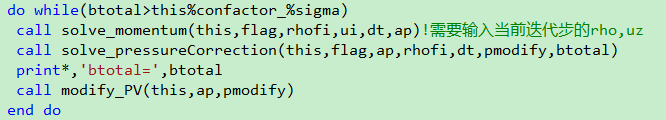 do while(btotal>this%confactor_%sigma)
call solve_momentum(this,flag,rhofi,ui,dt,ap)!需要输入当前迭代步的rho,uz
call solve_pressureCorrection(this,flag,ap,rhofi,dt,pmodify,btotal)
print*,'btotal=',btotal
call modify_PV(this,ap,pmodify)
end do